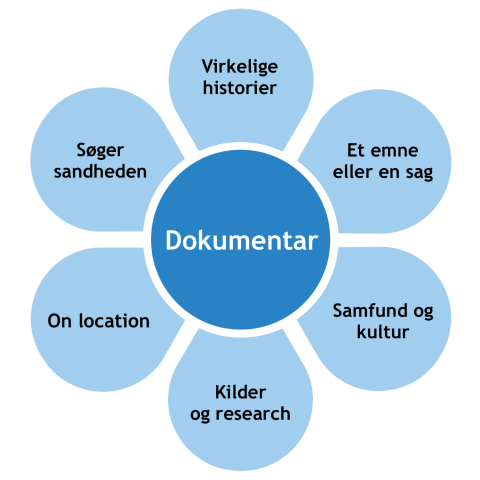 Virkelige
historier
Et emne
eller en sag
Samfund og
kultur
Kilder
og research
On location
Søger
sandheden
Dokumentar